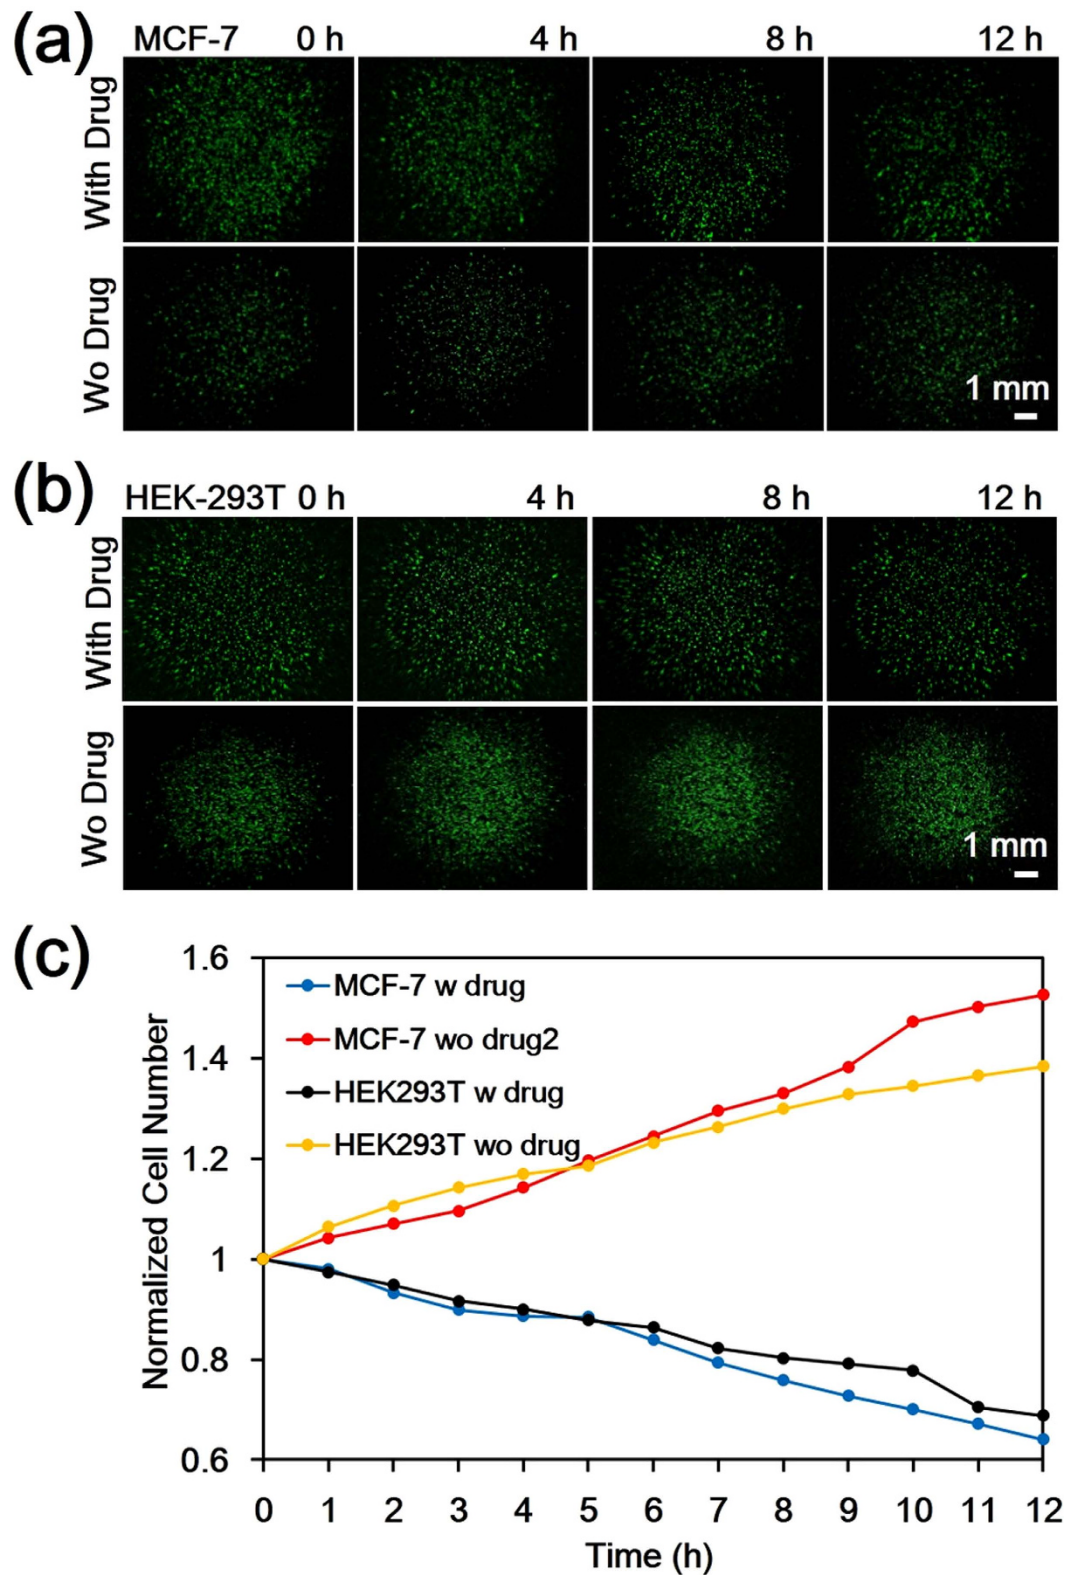 (a)
MCF-7 0 h 4 h 8 h 12 h
With Drug
Wo Drug
1 mm
(b)
HEK-293T 0 h 4 h 8 h 12 h
With Drug
Wo Drug
1 mm
(c)
Normalized Cell Number
1.6
1.4
1.2
1
0.8
0.6
MCF-7 w drug
MCF-7 wo drug2
HEK293T w drug
HEK293T wo drug
0 1 2 3 4 5 6 7 8 9 10 11 12
Time (h)